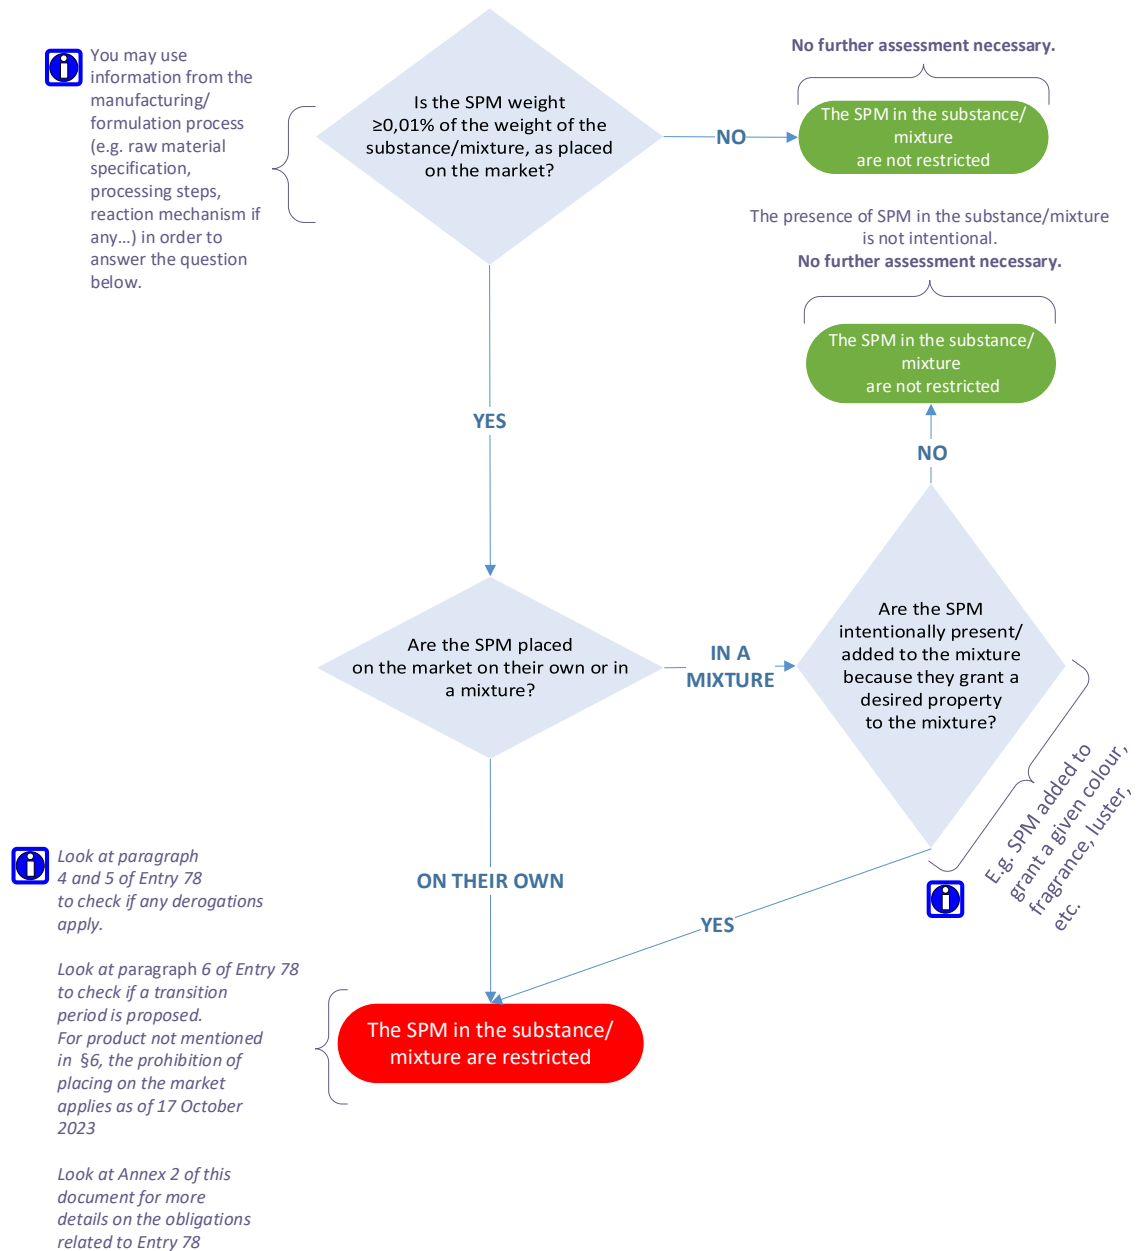 You may use
information from the
manufacturing/
formulation process
(e.g. raw material
specification,
processing steps,
reaction mechanism if
any…) in order to
answer the question
below.
Is the SPM weight
≥0,01% of the weight of the
substance/mixture, as placed
on the market?
NO
No further assessment necessary.
The SPM in the substance/
mixture
are not restricted
The presence of SPM in the substance/mixture
is not intentional.
No further assessment necessary.
The SPM in the substance/
mixture
are not restricted
YES
NO
Are the SPM placed
on the market on their own or in
a mixture?
IN A
MIXTURE
Are the SPM
intentionally present/
added to the mixture
because they grant a
desired property
to the mixture?
E.g. SPM added to
grant a given colour,
fragrance, luster,
etc.
ON THEIR OWN
YES
Look at paragraph
4 and 5 of Entry 78
to check if any derogations
apply.
Look at paragraph 6 of Entry 78
to check if a transition
period is proposed.
For product not mentioned
in §6, the prohibition of
placing on the market
applies as of 17 October
2023
Look at Annex 2 of this
document for more
details on the obligations
related to Entry 78
The SPM in the substance/
mixture are restricted